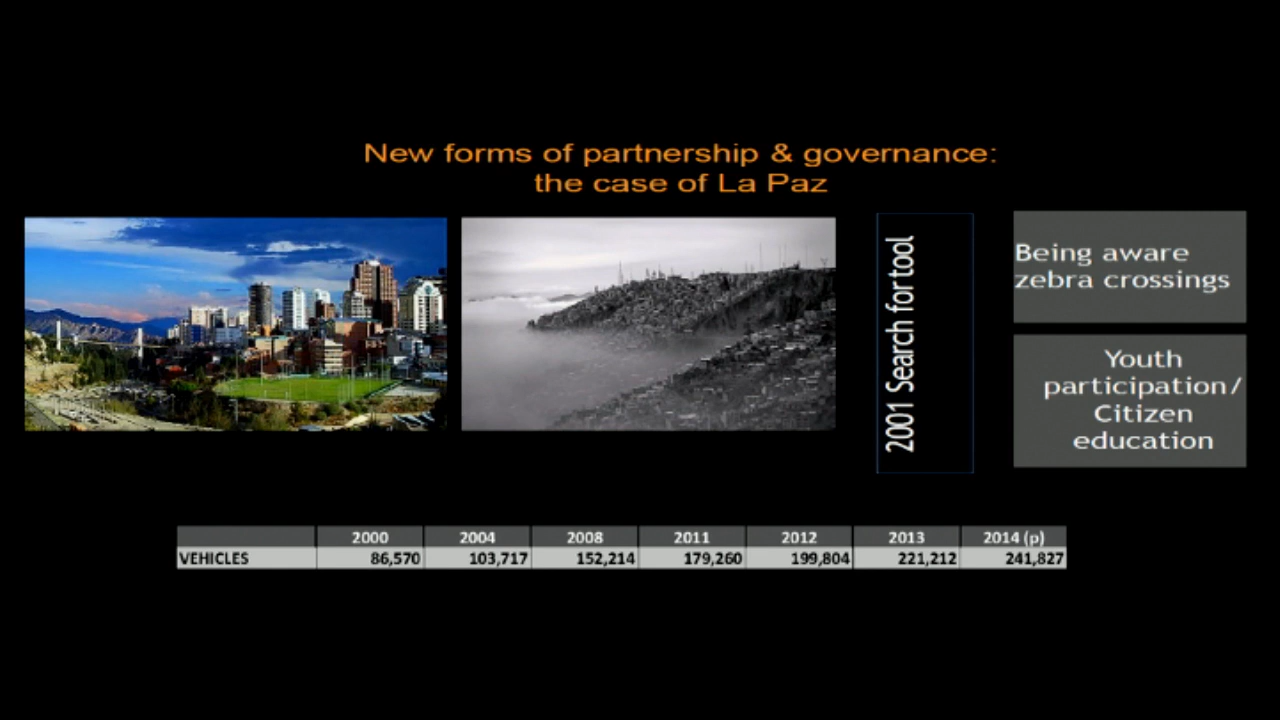 New forms of partnership & governance:
the case of La Paz
2001 Search for tool
Being aware
zebra crossings
Youth
participation/
Citizen
education
2000 2004 2008 2011 2012 2013 2014 (p)
VEHICLES 86,570 103,717 152,214 179,260 199,804 221,212 241,827